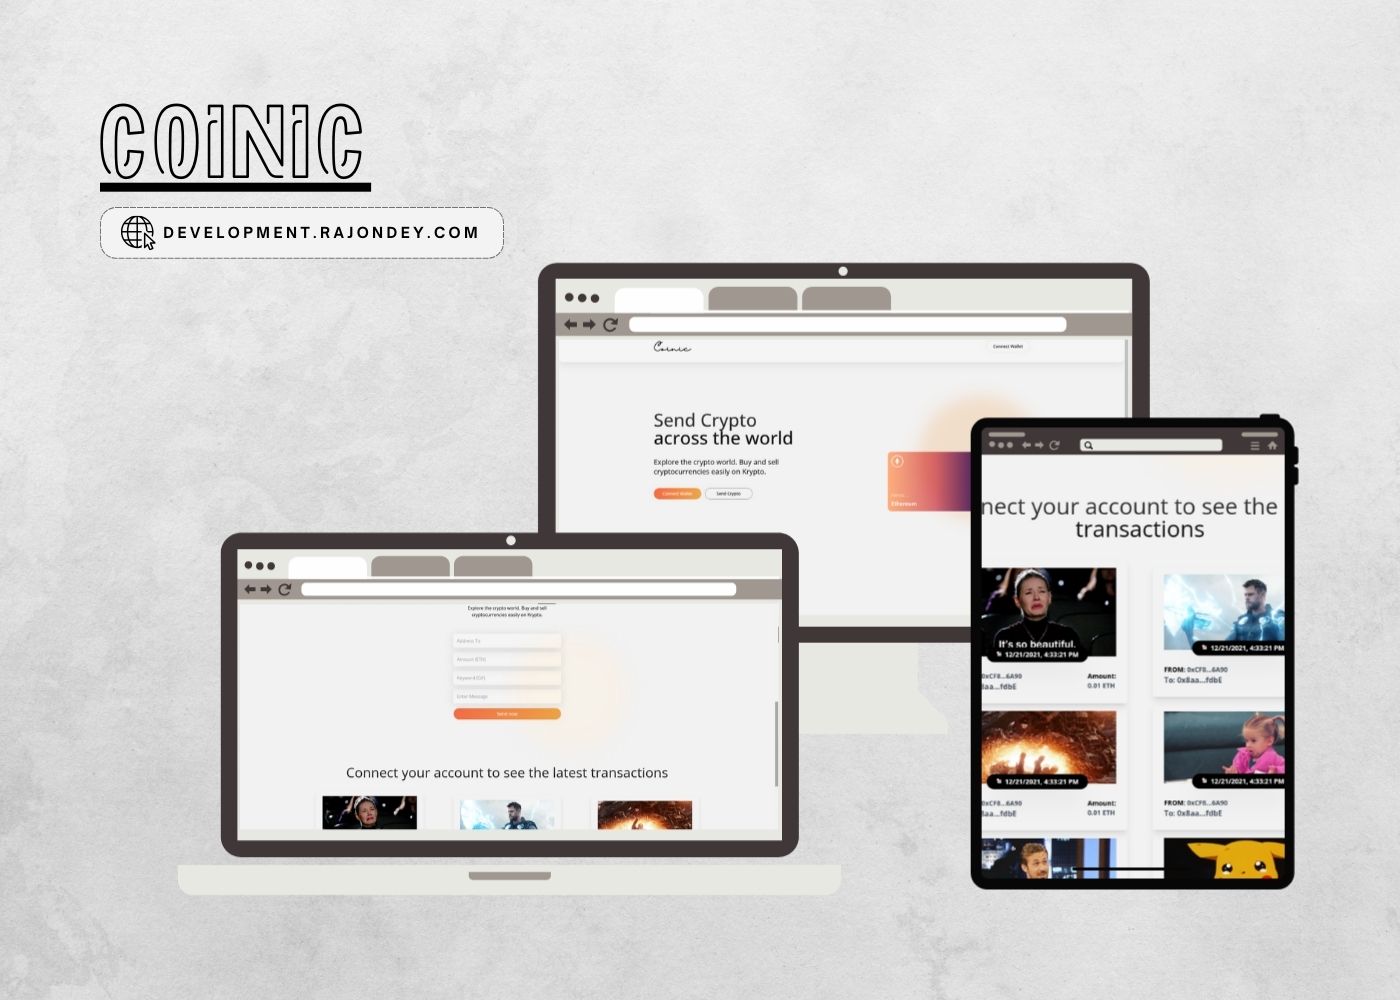 COINIC
DEVELOPMENT.RAJONDEY.COM
Coinic
Connect Wallet
Send Crypto
across the world
Explore the crypto world. Buy and sell
cryptocurrencies easily on Krypto.
Connect Wallet
Send Crypto
Ethereum
Explore the crypto world. Buy and sell
cryptocurrencies easily on Krypto.
Address To
Amount (ETH)
Keyword (Gif)
Enter Message
Send now
Connect your account to see the latest transactions
nect your account to see the
transactions
It's so beautiful.
12/21/2021, 4:33:21 PM
12/21/2021, 4:33:21 PM
0xCF8...6A90
Amount:
8aa...fdbE
0.01 ETH
FROM: 0xCF8...6A90
To: 0x8aa...fdbE
12/21/2021, 4:33:21 PM
12/21/2021, 4:33:21 PM
0xCF8...6A90
Amount:
8aa...fdbE
0.01 ETH
FROM: 0xCF8...6A90
To: 0x8aa...fdbE